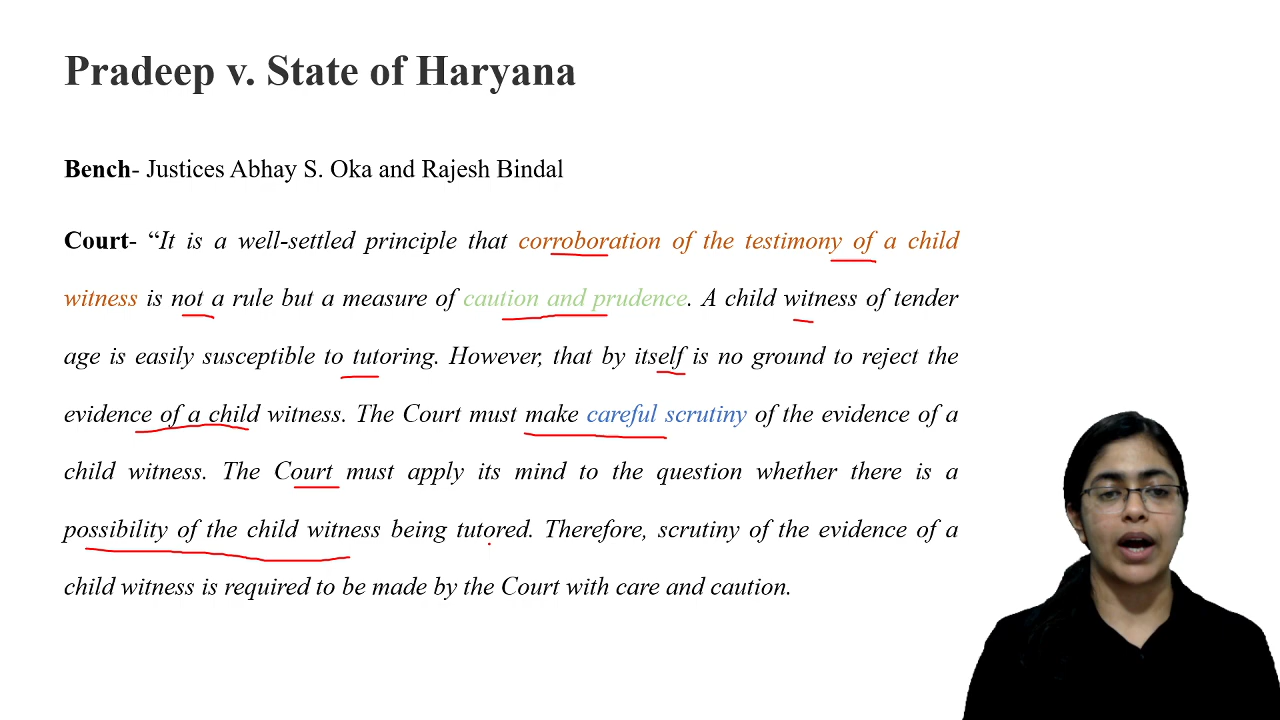 Pradeep v. State of Haryana
Bench- Justices Abhay S. Oka and Rajesh Bindal
Court- “It is a well-settled principle that corroboration of the testimony of a child
witness is not a rule but a measure of caution and prudence. A child witness of tender
age is easily susceptible to tutoring. However, that by itself is no ground to reject the
evidence of a child witness. The Court must make careful scrutiny of the evidence of a
child witness. The Court must apply its mind to the question whether there is a
possibility of the child witness being tutored. Therefore, scrutiny of the evidence of a
child witness is required to be made by the Court with care and caution.